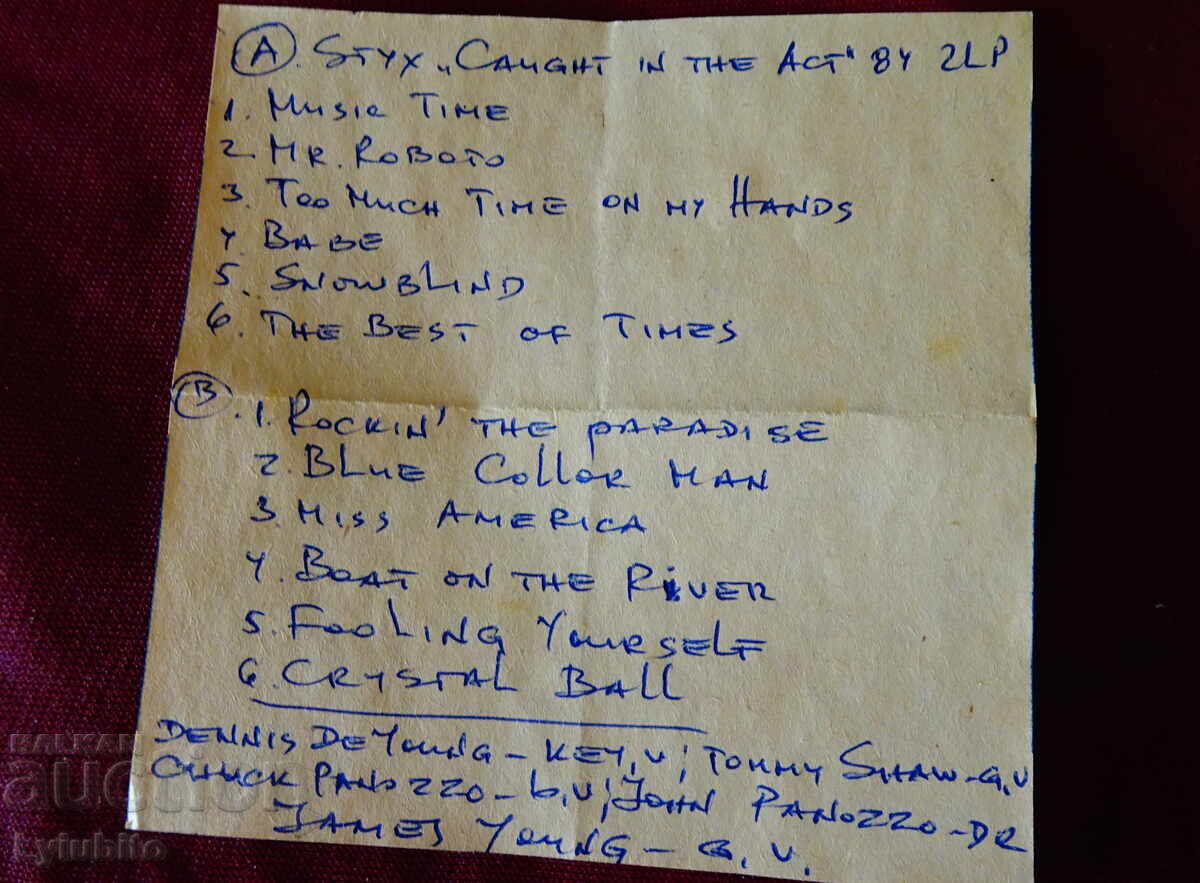 A. STYX „CAUGHT IN THE ACT" 84 2LP
1. MUSIC TIME
2. MR. ROBOTO
3. TOO MUCH TIME ON MY HANDS
4. BABE
5. SNOWBLIND
6. THE BEST OF TIMES
B. 1. ROCKIN' THE PARADISE
2. BLUE COLLOR MAN
3. MISS AMERICA
4. BOAT ON THE RIVER
5. FOOLING YOURSELF
6. CRYSTAL BALL
DENNIS DEYOUNG – KEY, V; TOMMY SHAW – G, V
CHUCK PANOZZO – b, V; JOHN PANOZZO – DR
JAMES YOUNG – G. V.
BALKAN
auction
Lyiubito